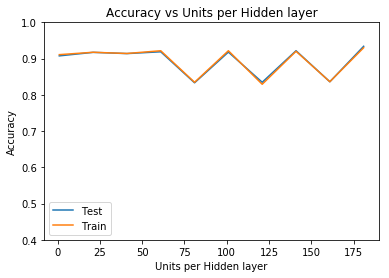 Accuracy vs Units per Hidden layer
1.0
0.9
0.8
0.7
0.6
0.5
0.4
Accuracy
Test
Train
0 25 50 75 100 125 150 175
Units per Hidden layer